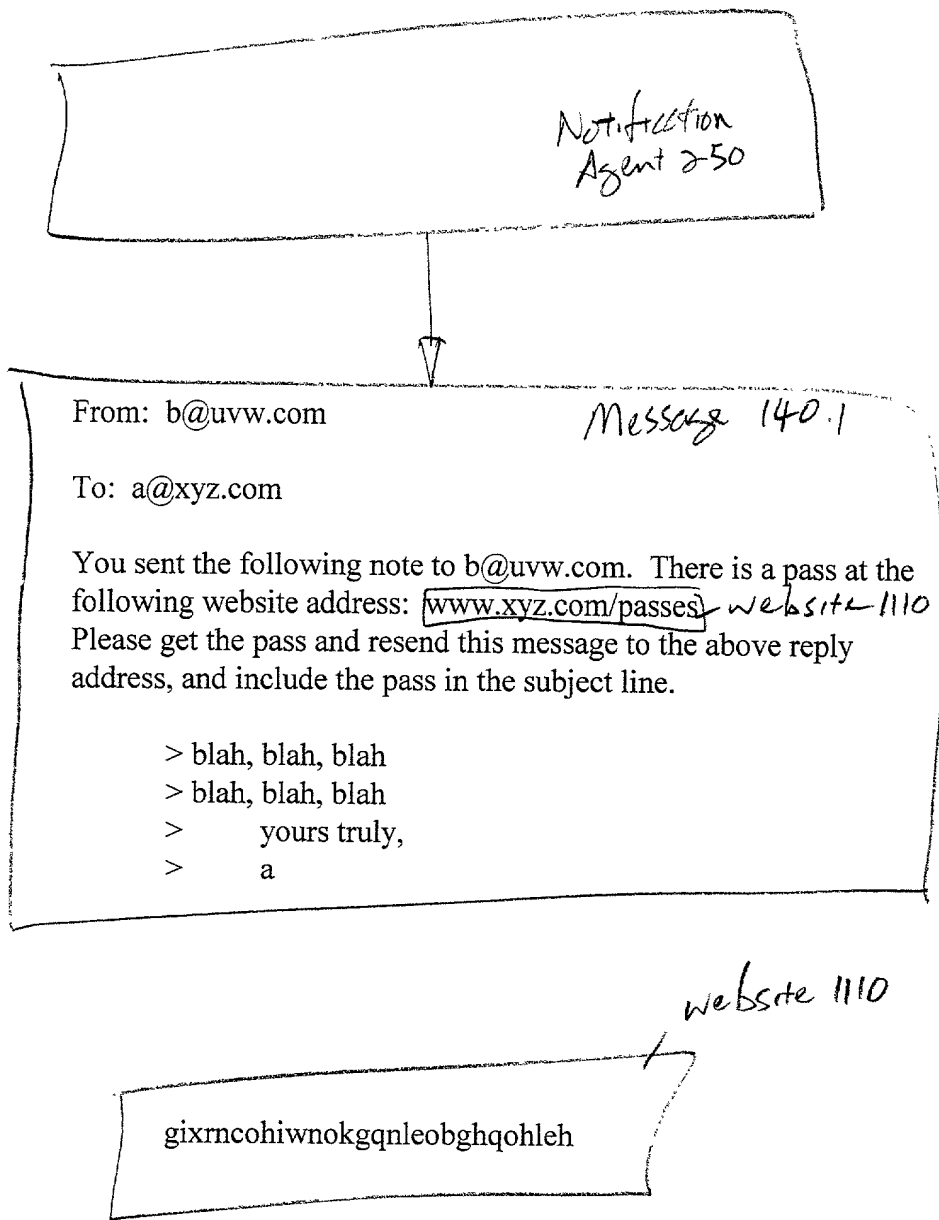 Notification
Agent 250
From: b@uvw.com Message 140.1
To: a@xyz.com
You sent the following note to b@uvw.com. There is a pass at the
following website address: www.xyz.com/passes website 1110
Please get the pass and resend this message to the above reply
address, and include the pass in the subject line.
> blah, blah, blah
> blah, blah, blah
> yours truly,
> a
website 1110
gixrncohiwnokgqnleobghqohleh